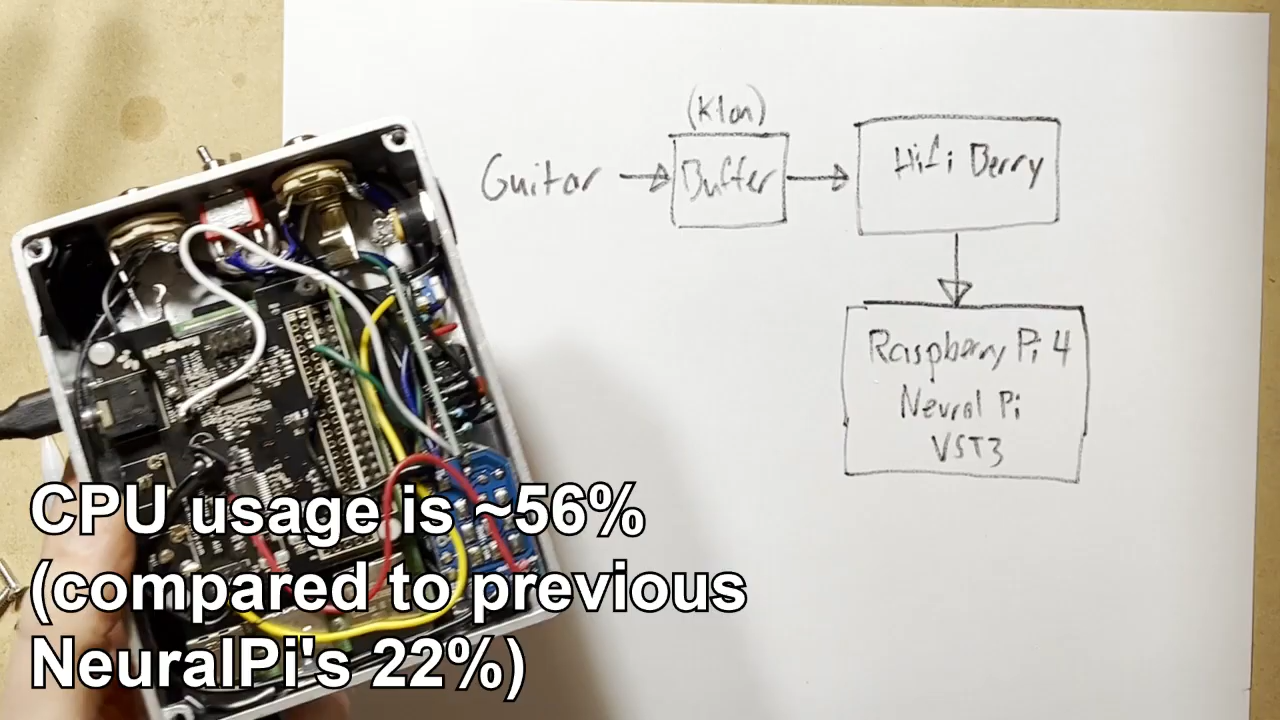 (Klon)
Guitar
Buffer
HiFi Berry
Raspberry Pi 4
Neural Pi
VST3
CPU usage is ~56%
(compared to previous
NeuralPi's 22%)